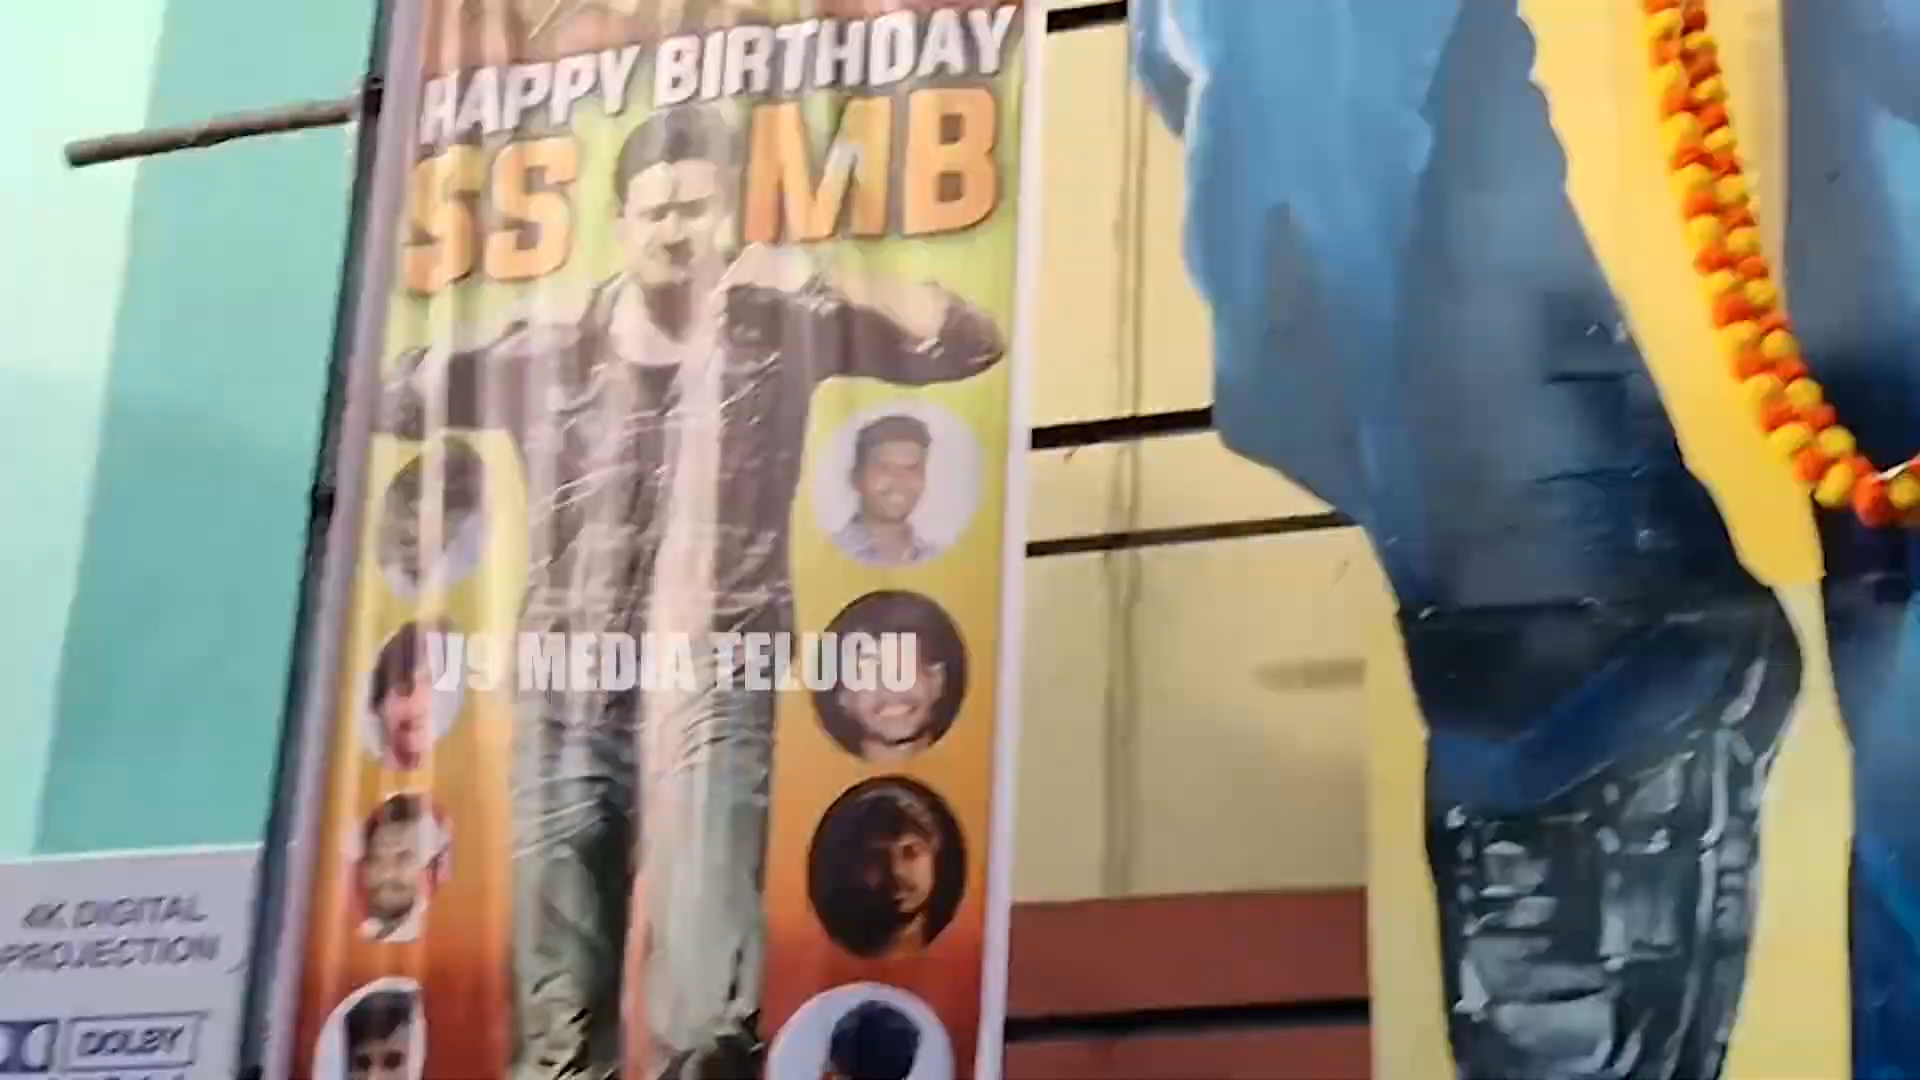 HAPPY BIRTHDAY
SS MB
V9 MEDIA TELUGU
4K DIGITAL
PROJECTION
DOLBY